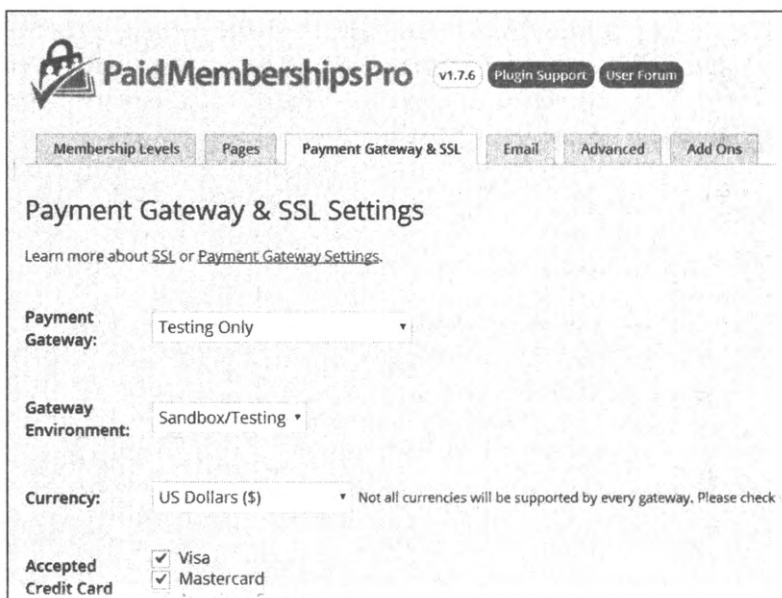 PaidMembershipsPro v1.7.6 Plugin Support User Forum
Membership Levels Pages Payment Gateway & SSL Email Advanced Add Ons
Payment Gateway & SSL Settings
Learn more about SSL or Payment Gateway Settings.
Payment
Gateway:
Testing Only
Gateway
Environment:
Sandbox/Testing
Currency:
US Dollars ($)
Not all currencies will be supported by every gateway. Please check
Accepted
Credit Card
Visa
Mastercard